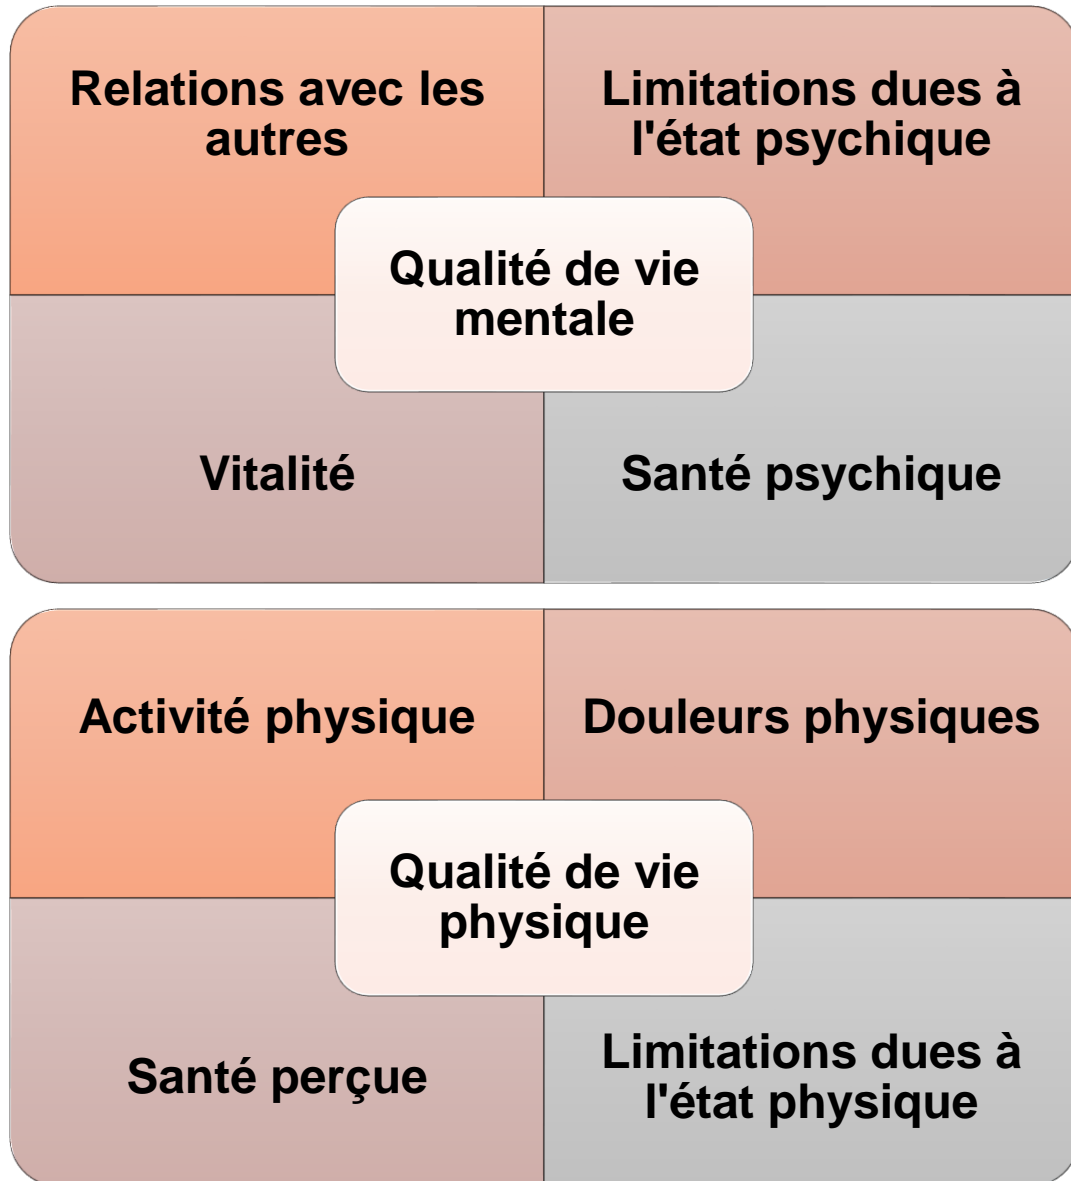 Relations avec les
autres
Limitations dues à
l'état psychique
Qualité de vie
mentale
Vitalité
Santé psychique
Activité physique
Douleurs physiques
Qualité de vie
physique
Santé perçue
Limitations dues à
l'état physique